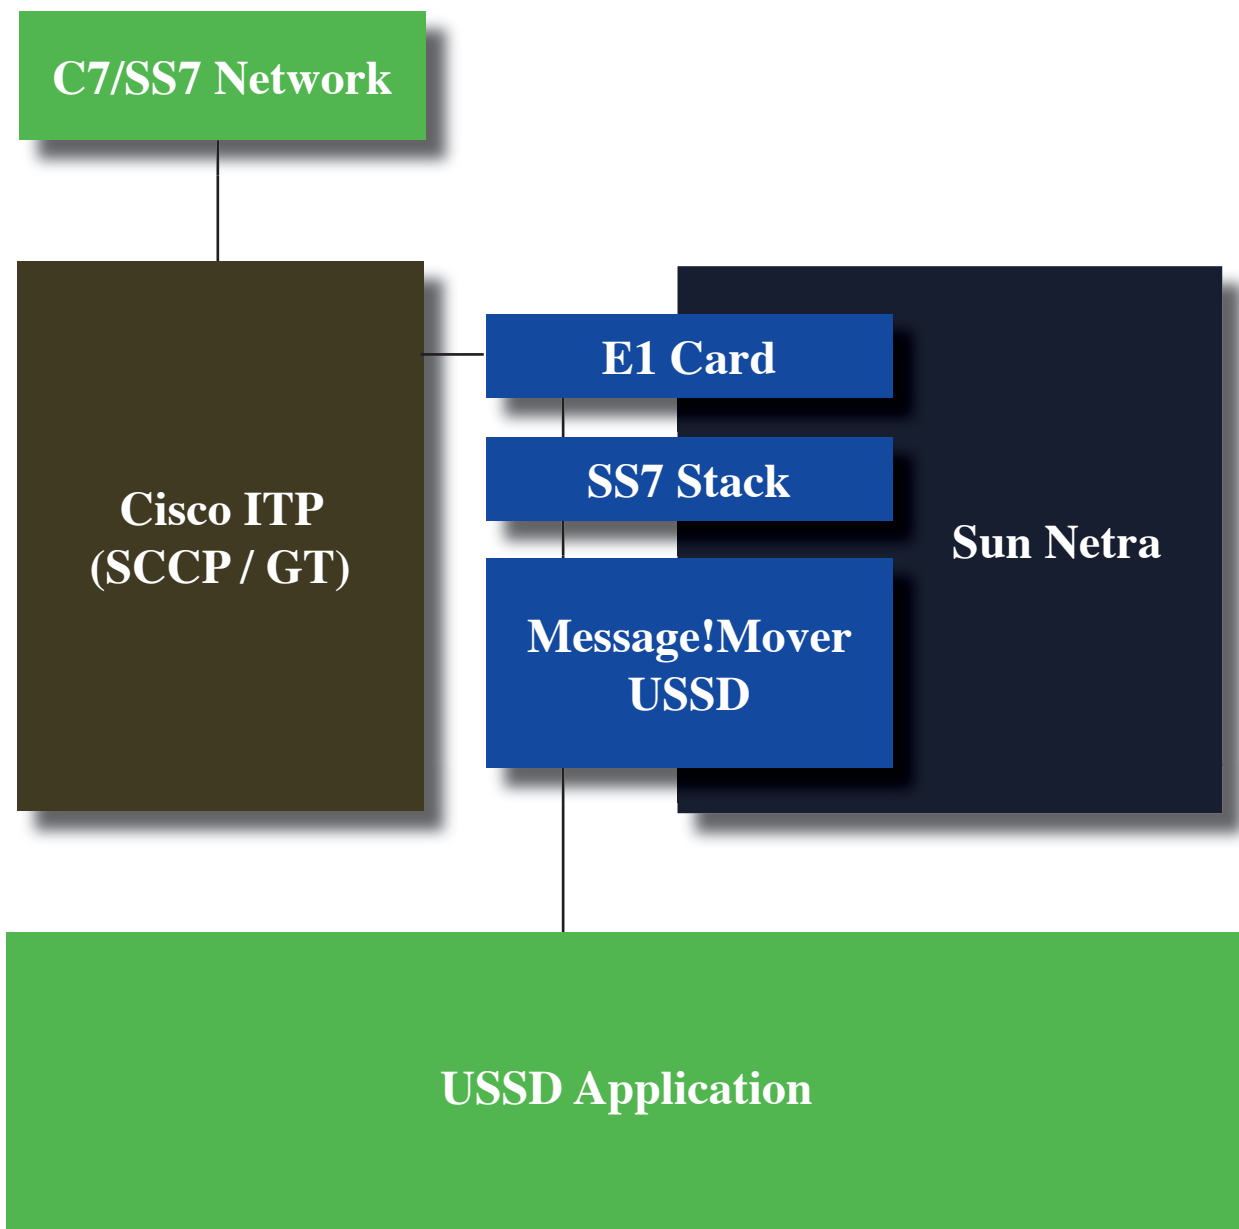 C7/SS7 Network
Cisco ITP
(SCCP / GT)
E1 Card
SS7 Stack
Message!Mover
USSD
Sun Netra
USSD Application